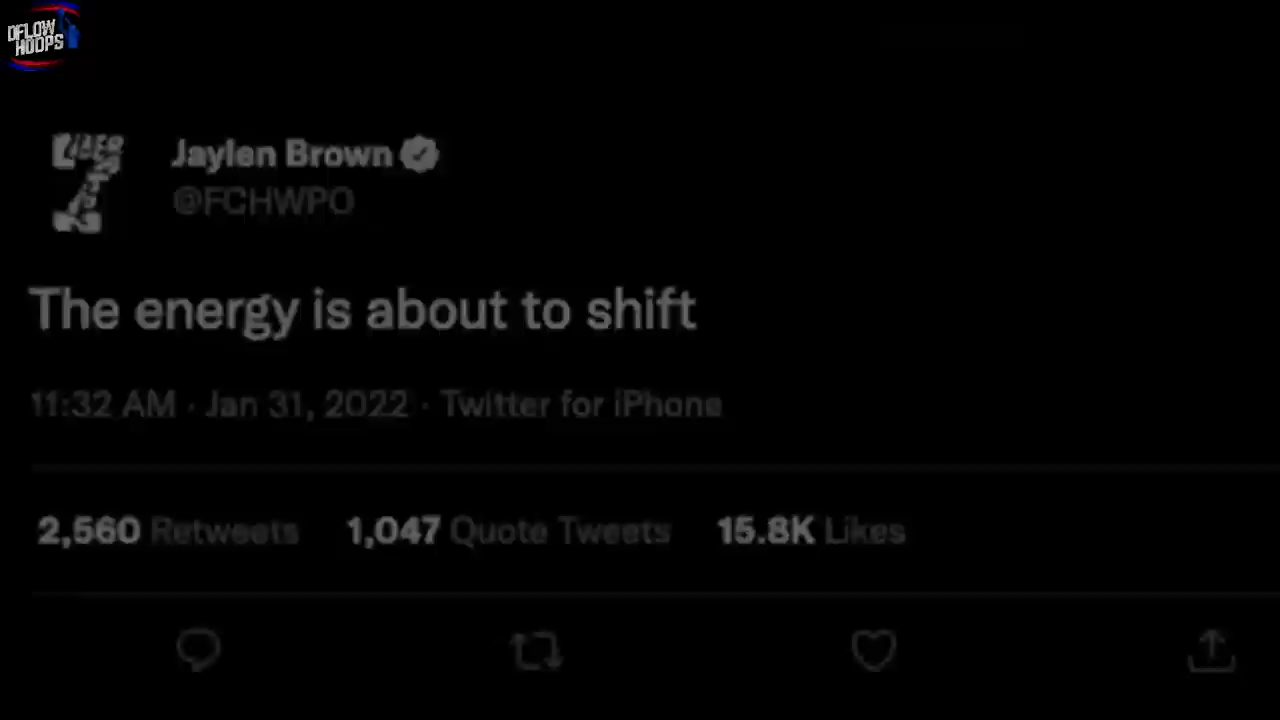 DFLOW
HOOPS
Jaylen Brown
@FCHWPO
The energy is about to shift
11:32 AM · Jan 31, 2022 · Twitter for iPhone
2,560 Retweets 1,047 Quote Tweets 15.8K Likes